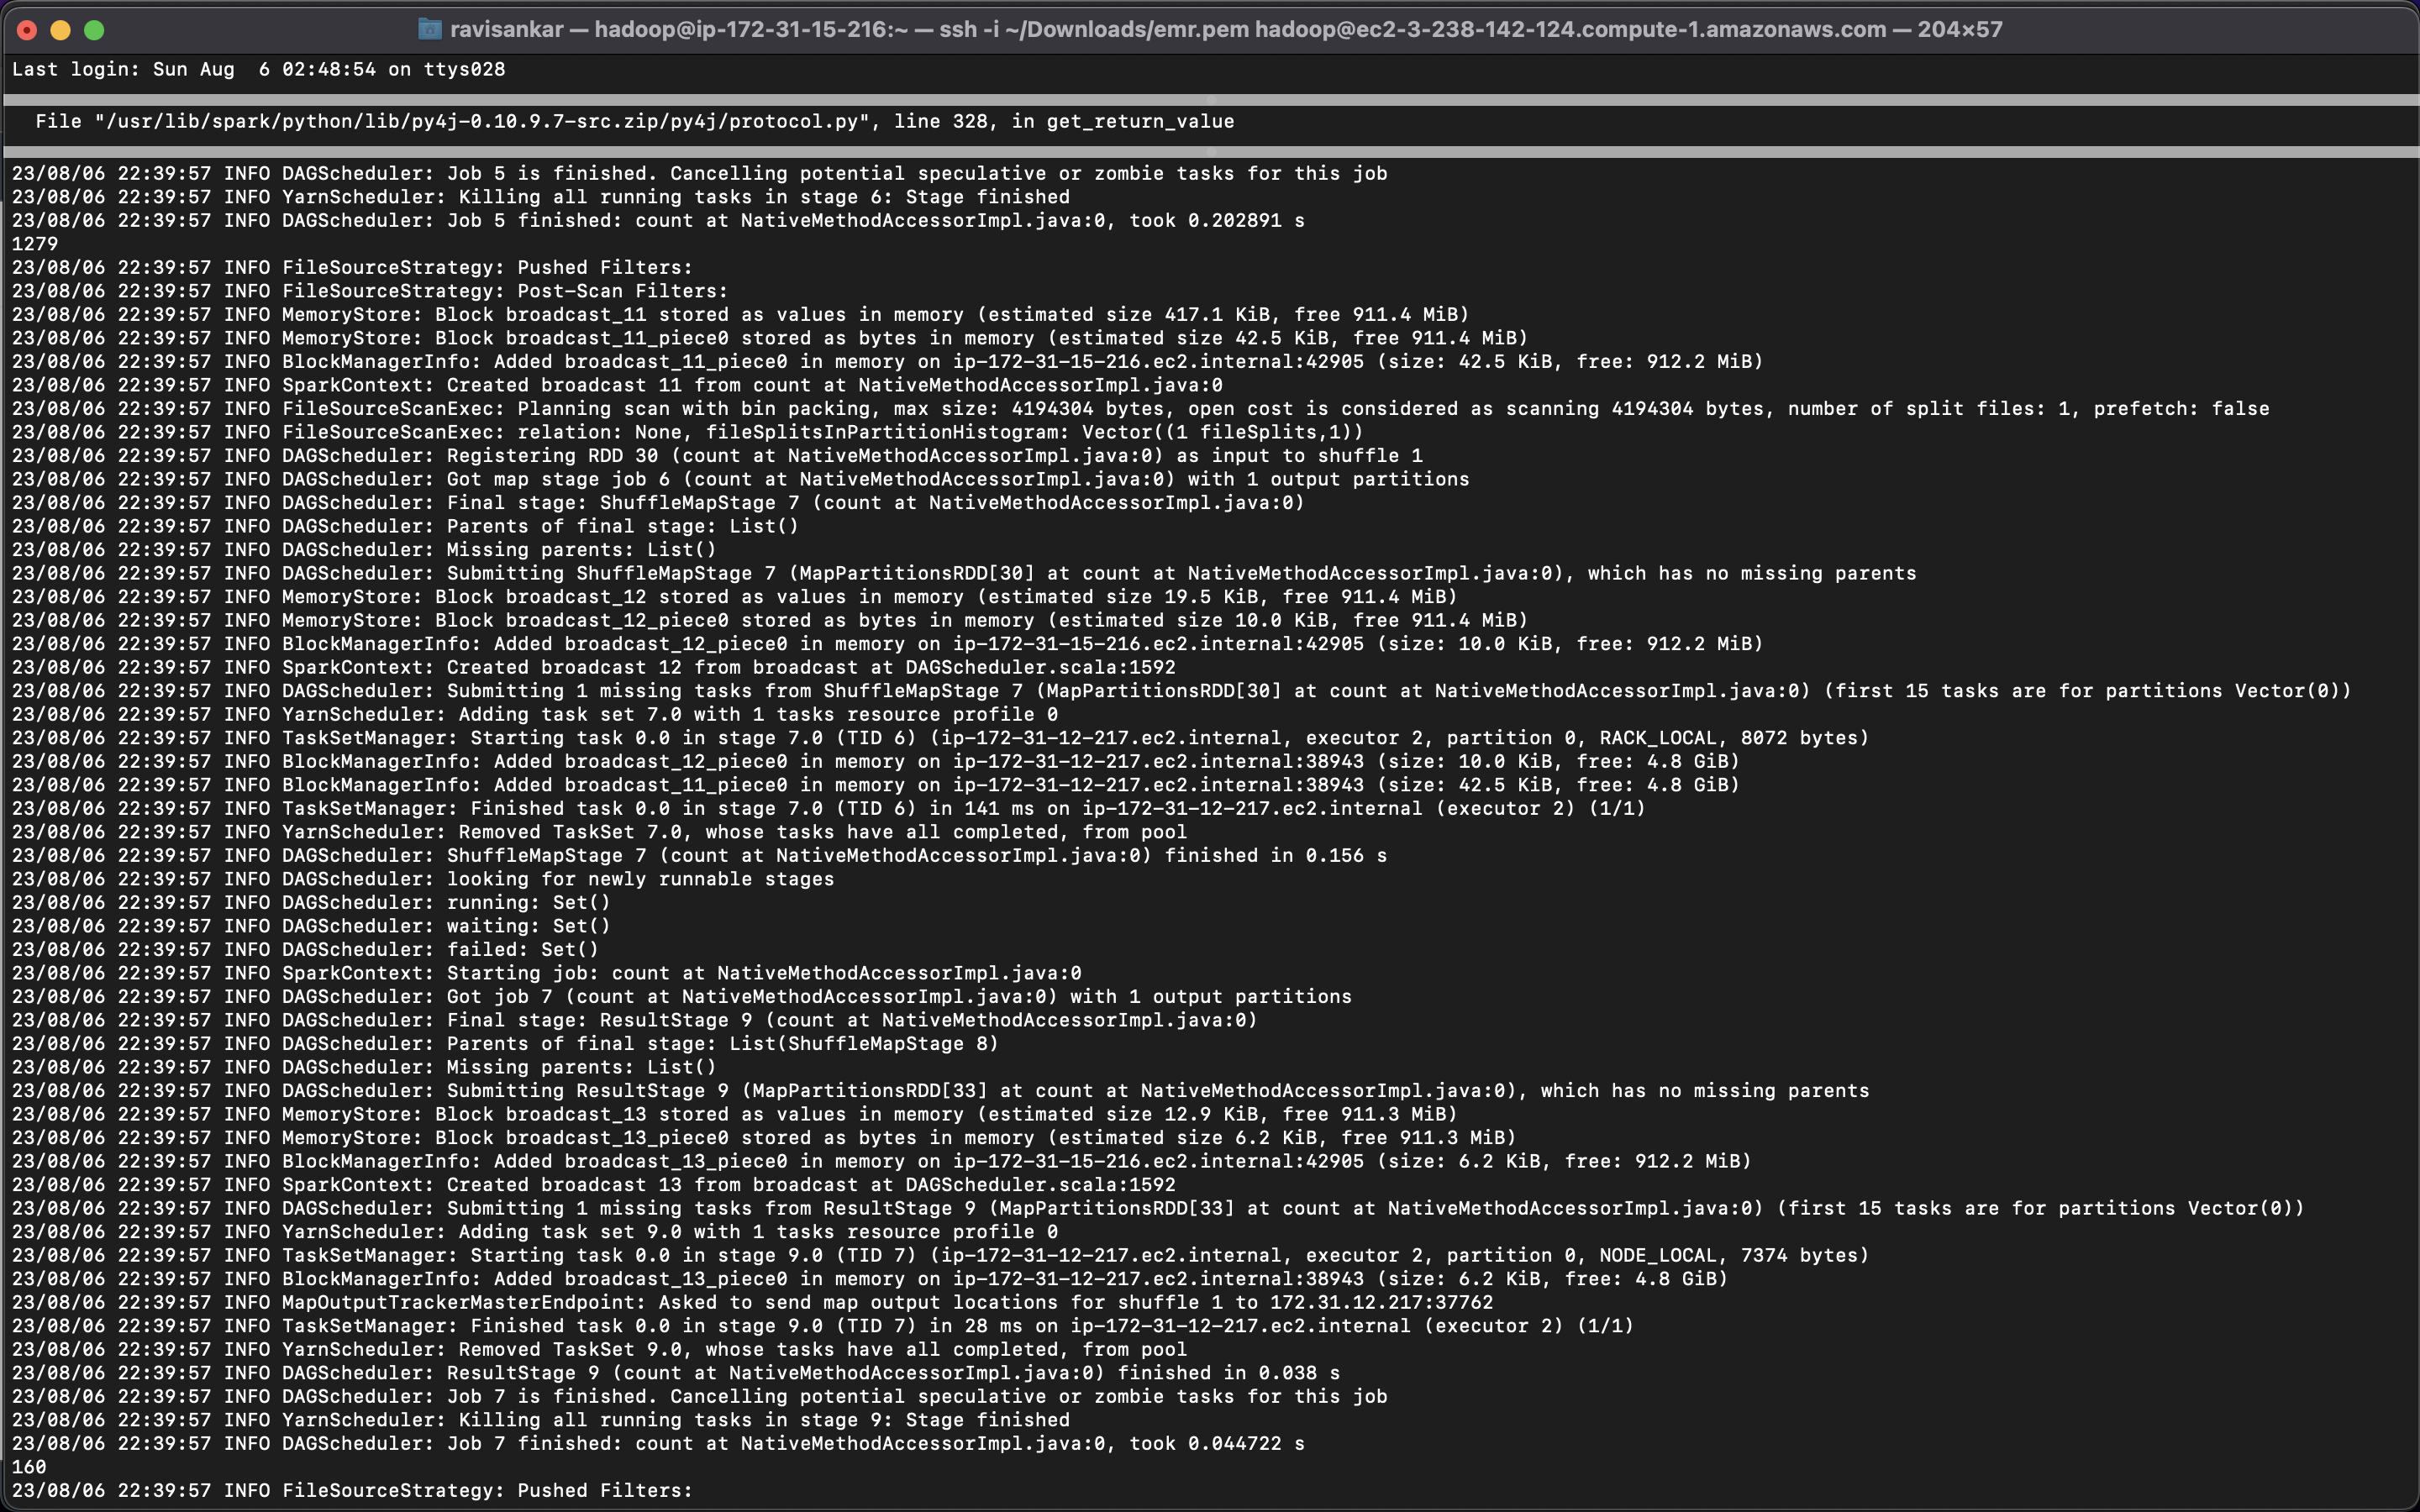 ravisankar — hadoop@ip-172-31-15-216:~ — ssh -i ~/Downloads/emr.pem hadoop@ec2-3-238-142-124.compute-1.amazonaws.com — 204×57
Last login: Sun Aug  6 02:48:54 on ttys028
  File "/usr/lib/spark/python/lib/py4j-0.10.9.7-src.zip/py4j/protocol.py", line 328, in get_return_value
23/08/06 22:39:57 INFO DAGScheduler: Job 5 is finished. Cancelling potential speculative or zombie tasks for this job
23/08/06 22:39:57 INFO YarnScheduler: Killing all running tasks in stage 6: Stage finished
23/08/06 22:39:57 INFO DAGScheduler: Job 5 finished: count at NativeMethodAccessorImpl.java:0, took 0.202891 s
1279
23/08/06 22:39:57 INFO FileSourceStrategy: Pushed Filters:
23/08/06 22:39:57 INFO FileSourceStrategy: Post-Scan Filters:
23/08/06 22:39:57 INFO MemoryStore: Block broadcast_11 stored as values in memory (estimated size 417.1 KiB, free 911.4 MiB)
23/08/06 22:39:57 INFO MemoryStore: Block broadcast_11_piece0 stored as bytes in memory (estimated size 42.5 KiB, free 911.4 MiB)
23/08/06 22:39:57 INFO BlockManagerInfo: Added broadcast_11_piece0 in memory on ip-172-31-15-216.ec2.internal:42905 (size: 42.5 KiB, free: 912.2 MiB)
23/08/06 22:39:57 INFO SparkContext: Created broadcast 11 from count at NativeMethodAccessorImpl.java:0
23/08/06 22:39:57 INFO FileSourceScanExec: Planning scan with bin packing, max size: 4194304 bytes, open cost is considered as scanning 4194304 bytes, number of split files: 1, prefetch: false
23/08/06 22:39:57 INFO FileSourceScanExec: relation: None, fileSplitsInPartitionHistogram: Vector((1 fileSplits,1))
23/08/06 22:39:57 INFO DAGScheduler: Registering RDD 30 (count at NativeMethodAccessorImpl.java:0) as input to shuffle 1
23/08/06 22:39:57 INFO DAGScheduler: Got map stage job 6 (count at NativeMethodAccessorImpl.java:0) with 1 output partitions
23/08/06 22:39:57 INFO DAGScheduler: Final stage: ShuffleMapStage 7 (count at NativeMethodAccessorImpl.java:0)
23/08/06 22:39:57 INFO DAGScheduler: Parents of final stage: List()
23/08/06 22:39:57 INFO DAGScheduler: Missing parents: List()
23/08/06 22:39:57 INFO DAGScheduler: Submitting ShuffleMapStage 7 (MapPartitionsRDD[30] at count at NativeMethodAccessorImpl.java:0), which has no missing parents
23/08/06 22:39:57 INFO MemoryStore: Block broadcast_12 stored as values in memory (estimated size 19.5 KiB, free 911.4 MiB)
23/08/06 22:39:57 INFO MemoryStore: Block broadcast_12_piece0 stored as bytes in memory (estimated size 10.0 KiB, free 911.4 MiB)
23/08/06 22:39:57 INFO BlockManagerInfo: Added broadcast_12_piece0 in memory on ip-172-31-15-216.ec2.internal:42905 (size: 10.0 KiB, free: 912.2 MiB)
23/08/06 22:39:57 INFO SparkContext: Created broadcast 12 from broadcast at DAGScheduler.scala:1592
23/08/06 22:39:57 INFO DAGScheduler: Submitting 1 missing tasks from ShuffleMapStage 7 (MapPartitionsRDD[30] at count at NativeMethodAccessorImpl.java:0) (first 15 tasks are for partitions Vector(0))
23/08/06 22:39:57 INFO YarnScheduler: Adding task set 7.0 with 1 tasks resource profile 0
23/08/06 22:39:57 INFO TaskSetManager: Starting task 0.0 in stage 7.0 (TID 6) (ip-172-31-12-217.ec2.internal, executor 2, partition 0, RACK_LOCAL, 8072 bytes)
23/08/06 22:39:57 INFO BlockManagerInfo: Added broadcast_12_piece0 in memory on ip-172-31-12-217.ec2.internal:38943 (size: 10.0 KiB, free: 4.8 GiB)
23/08/06 22:39:57 INFO BlockManagerInfo: Added broadcast_11_piece0 in memory on ip-172-31-12-217.ec2.internal:38943 (size: 42.5 KiB, free: 4.8 GiB)
23/08/06 22:39:57 INFO TaskSetManager: Finished task 0.0 in stage 7.0 (TID 6) in 141 ms on ip-172-31-12-217.ec2.internal (executor 2) (1/1)
23/08/06 22:39:57 INFO YarnScheduler: Removed TaskSet 7.0, whose tasks have all completed, from pool
23/08/06 22:39:57 INFO DAGScheduler: ShuffleMapStage 7 (count at NativeMethodAccessorImpl.java:0) finished in 0.156 s
23/08/06 22:39:57 INFO DAGScheduler: looking for newly runnable stages
23/08/06 22:39:57 INFO DAGScheduler: running: Set()
23/08/06 22:39:57 INFO DAGScheduler: waiting: Set()
23/08/06 22:39:57 INFO DAGScheduler: failed: Set()
23/08/06 22:39:57 INFO SparkContext: Starting job: count at NativeMethodAccessorImpl.java:0
23/08/06 22:39:57 INFO DAGScheduler: Got job 7 (count at NativeMethodAccessorImpl.java:0) with 1 output partitions
23/08/06 22:39:57 INFO DAGScheduler: Final stage: ResultStage 9 (count at NativeMethodAccessorImpl.java:0)
23/08/06 22:39:57 INFO DAGScheduler: Parents of final stage: List(ShuffleMapStage 8)
23/08/06 22:39:57 INFO DAGScheduler: Missing parents: List()
23/08/06 22:39:57 INFO DAGScheduler: Submitting ResultStage 9 (MapPartitionsRDD[33] at count at NativeMethodAccessorImpl.java:0), which has no missing parents
23/08/06 22:39:57 INFO MemoryStore: Block broadcast_13 stored as values in memory (estimated size 12.9 KiB, free 911.3 MiB)
23/08/06 22:39:57 INFO MemoryStore: Block broadcast_13_piece0 stored as bytes in memory (estimated size 6.2 KiB, free 911.3 MiB)
23/08/06 22:39:57 INFO BlockManagerInfo: Added broadcast_13_piece0 in memory on ip-172-31-15-216.ec2.internal:42905 (size: 6.2 KiB, free: 912.2 MiB)
23/08/06 22:39:57 INFO SparkContext: Created broadcast 13 from broadcast at DAGScheduler.scala:1592
23/08/06 22:39:57 INFO DAGScheduler: Submitting 1 missing tasks from ResultStage 9 (MapPartitionsRDD[33] at count at NativeMethodAccessorImpl.java:0) (first 15 tasks are for partitions Vector(0))
23/08/06 22:39:57 INFO YarnScheduler: Adding task set 9.0 with 1 tasks resource profile 0
23/08/06 22:39:57 INFO TaskSetManager: Starting task 0.0 in stage 9.0 (TID 7) (ip-172-31-12-217.ec2.internal, executor 2, partition 0, NODE_LOCAL, 7374 bytes)
23/08/06 22:39:57 INFO BlockManagerInfo: Added broadcast_13_piece0 in memory on ip-172-31-12-217.ec2.internal:38943 (size: 6.2 KiB, free: 4.8 GiB)
23/08/06 22:39:57 INFO MapOutputTrackerMasterEndpoint: Asked to send map output locations for shuffle 1 to 172.31.12.217:37762
23/08/06 22:39:57 INFO TaskSetManager: Finished task 0.0 in stage 9.0 (TID 7) in 28 ms on ip-172-31-12-217.ec2.internal (executor 2) (1/1)
23/08/06 22:39:57 INFO YarnScheduler: Removed TaskSet 9.0, whose tasks have all completed, from pool
23/08/06 22:39:57 INFO DAGScheduler: ResultStage 9 (count at NativeMethodAccessorImpl.java:0) finished in 0.038 s
23/08/06 22:39:57 INFO DAGScheduler: Job 7 is finished. Cancelling potential speculative or zombie tasks for this job
23/08/06 22:39:57 INFO YarnScheduler: Killing all running tasks in stage 9: Stage finished
23/08/06 22:39:57 INFO DAGScheduler: Job 7 finished: count at NativeMethodAccessorImpl.java:0, took 0.044722 s
160
23/08/06 22:39:57 INFO FileSourceStrategy: Pushed Filters: